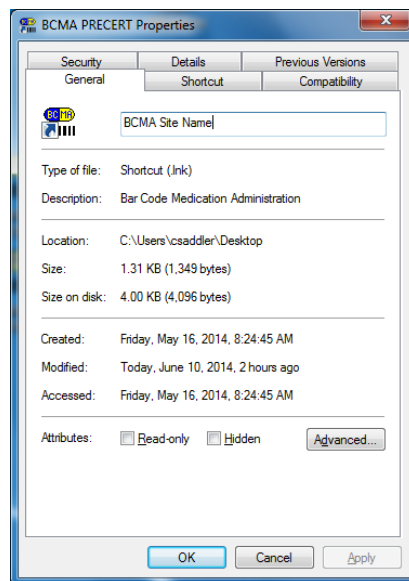 BCMA PRECERT Properties
Security Details Previous Versions
General Shortcut Compatibility
BC MA
BCMA Site Name
Type of file: Shortcut (.lnk)
Description: Bar Code Medication Administration
Location: C:\Users\csaddler\Desktop
Size: 1.31 KB (1,349 bytes)
Size on disk: 4.00 KB (4,096 bytes)
Created: Friday, May 16, 2014, 8:24:45 AM
Modified: Today, June 10, 2014, 2 hours ago
Accessed: Friday, May 16, 2014, 8:24:45 AM
Attributes: Read-only Hidden Advanced...
OK Cancel Apply